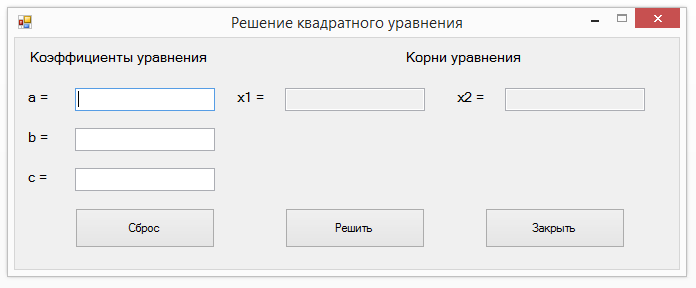 Решение квадратного уравнения
Коэффициенты уравнения Корни уравнения
a = x1 = x2 =
b =
c =
Сброс Решить Закрыть